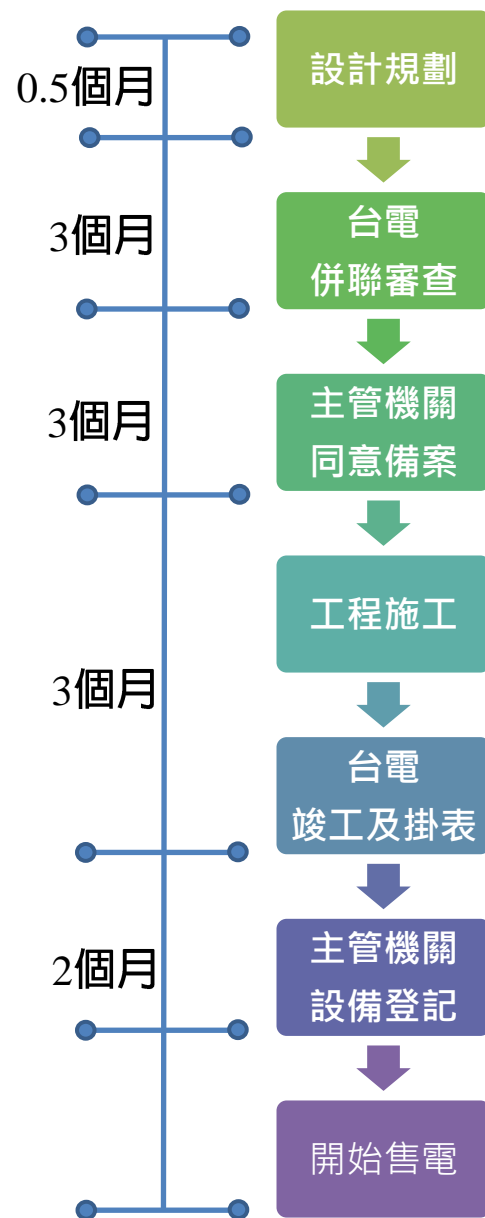 設計規劃
0.5個月
台電
併聯審查
3個月
主管機關
同意備案
3個月
工程施工
3個月
台電
竣工及掛表
主管機關
設備登記
2個月
開始售電